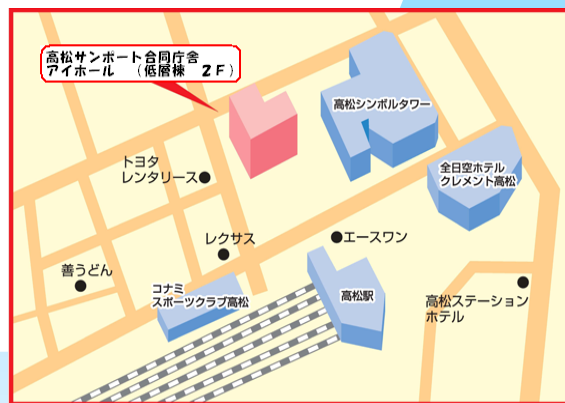 高松サンポート合同庁舎
アイホール (低層棟 2F)
高松シンボルタワー
トヨタ
レンタリース
全日空ホテル
クレメント高松
レクサス
エースワン
善うどん
コナミ
スポーツクラブ高松
高松駅
高松ステーション
ホテル